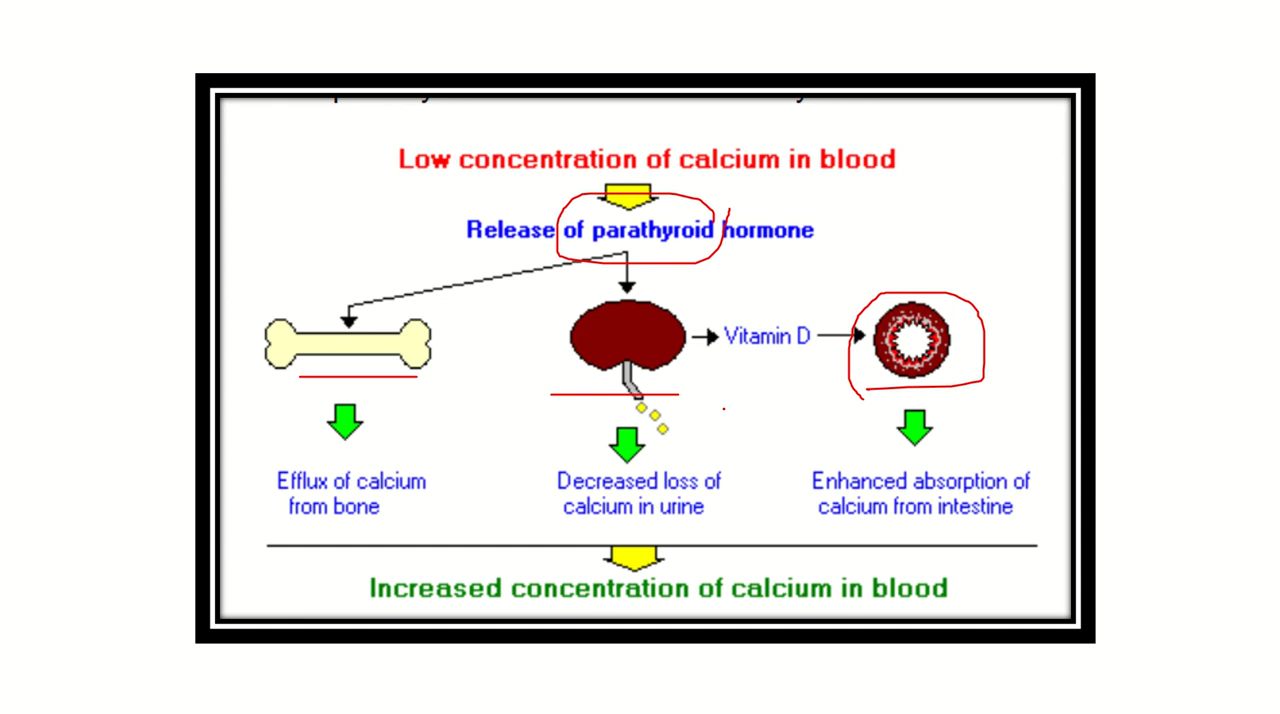 Low concentration of calcium in blood
Release of parathyroid hormone
Vitamin D
Efflux of calcium
from bone
Decreased loss of
calcium in urine
Enhanced absorption of
calcium from intestine
Increased concentration of calcium in blood